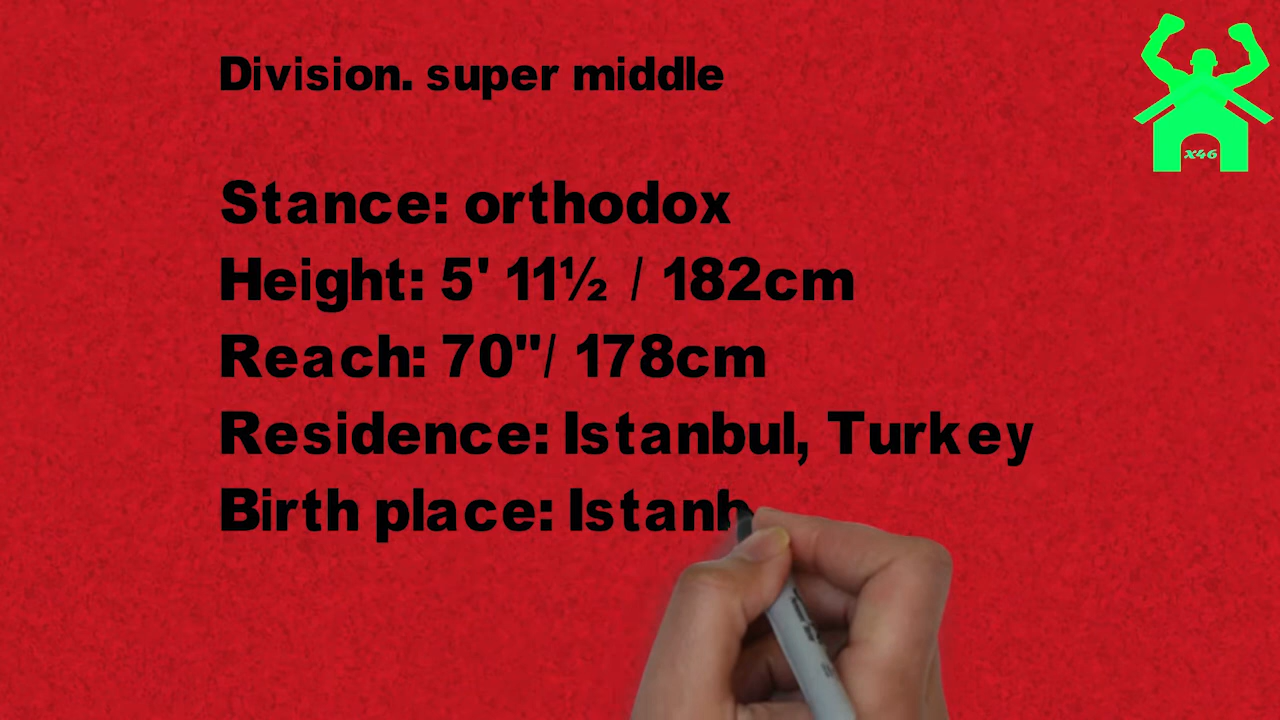 Division. super middle
x46
Stance: orthodox
Height: 5' 11½ / 182cm
Reach: 70"/ 178cm
Residence: Istanbul, Turkey
Birth place: Istanb